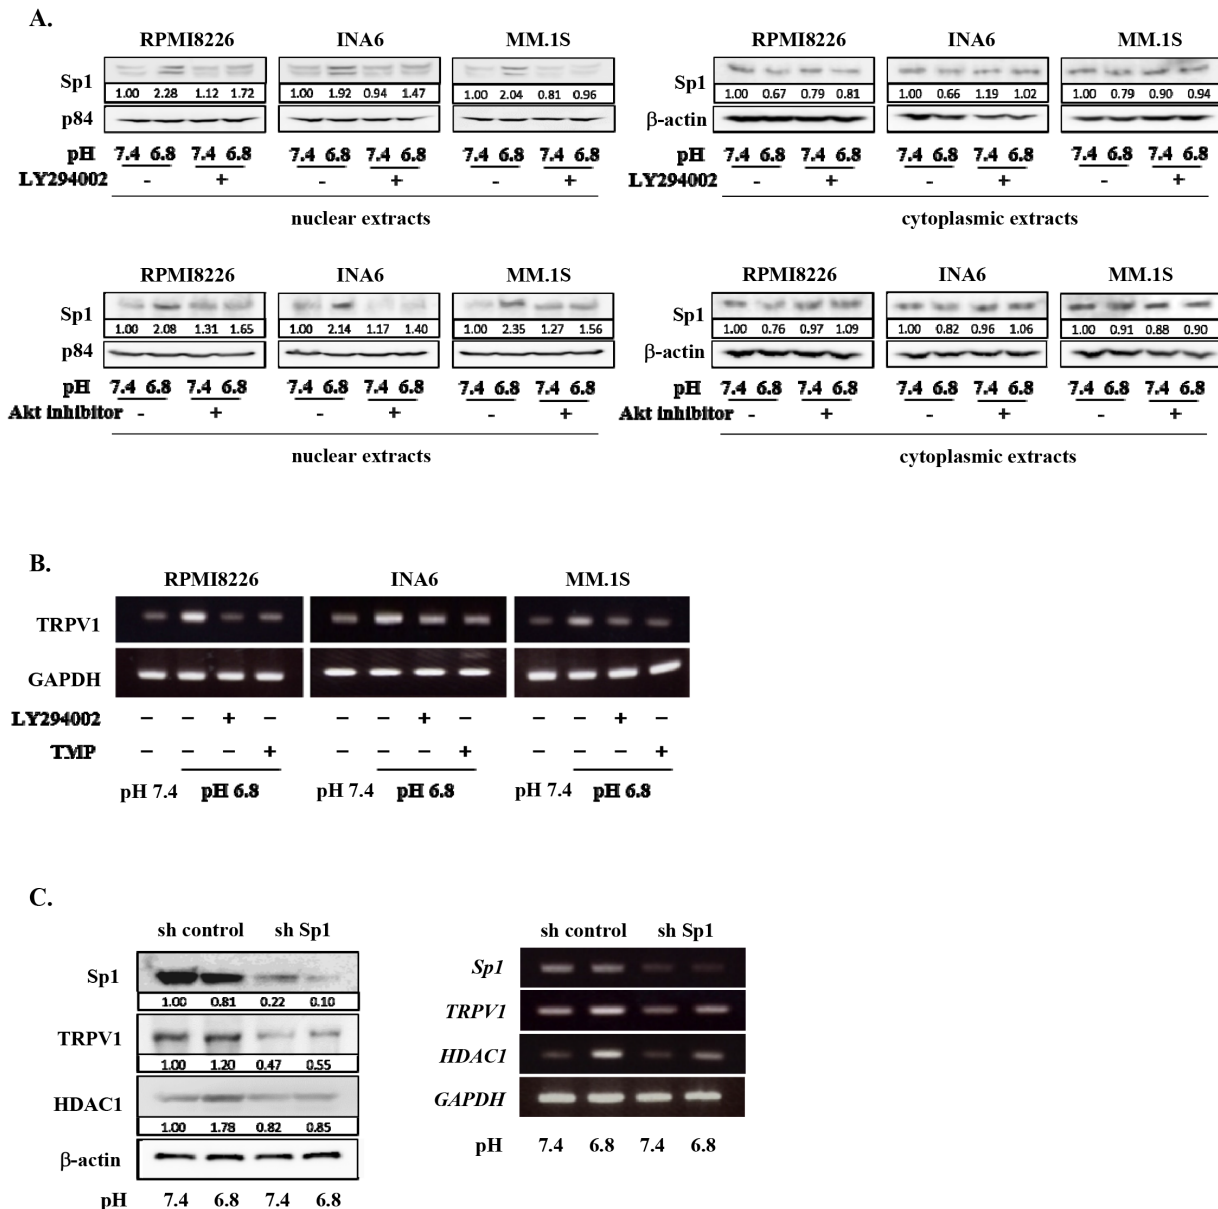 A.
RPMI8226 INA6 MM.1S
Sp1
1.00 2.28 1.12 1.72 1.00 1.92 0.94 1.47 1.00 2.04 0.81 0.96
p84
pH 7.4 6.8 7.4 6.8 7.4 6.8 7.4 6.8 7.4 6.8 7.4 6.8
LY294002 - + - + - +
nuclear extracts
RPMI8226 INA6 MM.1S
Sp1
1.00 0.67 0.79 0.81 1.00 0.66 1.19 1.02 1.00 0.79 0.90 0.94
β-actin
pH 7.4 6.8 7.4 6.8 7.4 6.8 7.4 6.8 7.4 6.8 7.4 6.8
LY294002 - + - + - +
cytoplasmic extracts
RPMI8226 INA6 MM.1S
Sp1
1.00 2.08 1.31 1.65 1.00 2.14 1.17 1.40 1.00 2.35 1.27 1.56
p84
pH 7.4 6.8 7.4 6.8 7.4 6.8 7.4 6.8 7.4 6.8 7.4 6.8
Akt inhibitor - + - + - +
nuclear extracts
RPMI8226 INA6 MM.1S
Sp1
1.00 0.76 0.97 1.09 1.00 0.82 0.96 1.06 1.00 0.91 0.88 0.90
β-actin
pH 7.4 6.8 7.4 6.8 7.4 6.8 7.4 6.8 7.4 6.8 7.4 6.8
Akt inhibitor - + - + - +
cytoplasmic extracts
B.
RPMI8226 INA6 MM.1S
TRPV1
GAPDH
LY294002 − − + − − − + − − − + −
TMP − − − + − − − + − − − +
pH 7.4 pH 6.8 pH 7.4 pH 6.8 pH 7.4 pH 6.8
C.
sh control sh Sp1
Sp1
1.00 0.81 0.22 0.10
TRPV1
1.00 1.20 0.47 0.55
HDAC1
1.00 1.78 0.82 0.85
β-actin
pH 7.4 6.8 7.4 6.8
sh control sh Sp1
Sp1
TRPV1
HDAC1
GAPDH
pH 7.4 6.8 7.4 6.8